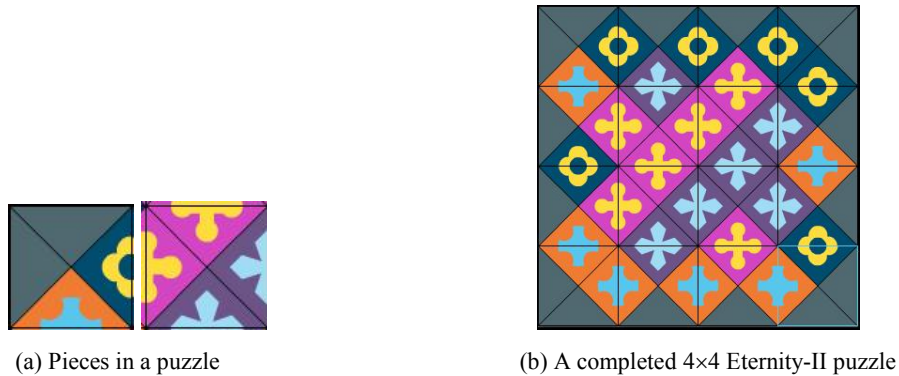 (a) Pieces in a puzzle
(b) A completed 4×4 Eternity-II puzzle